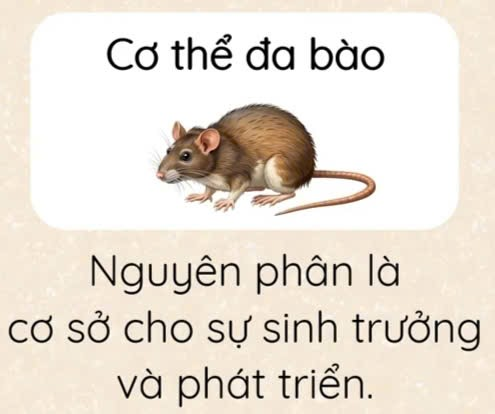 Cơ thể đa bào
Nguyên phân là
cơ sở cho sự sinh trưởng
và phát triển.